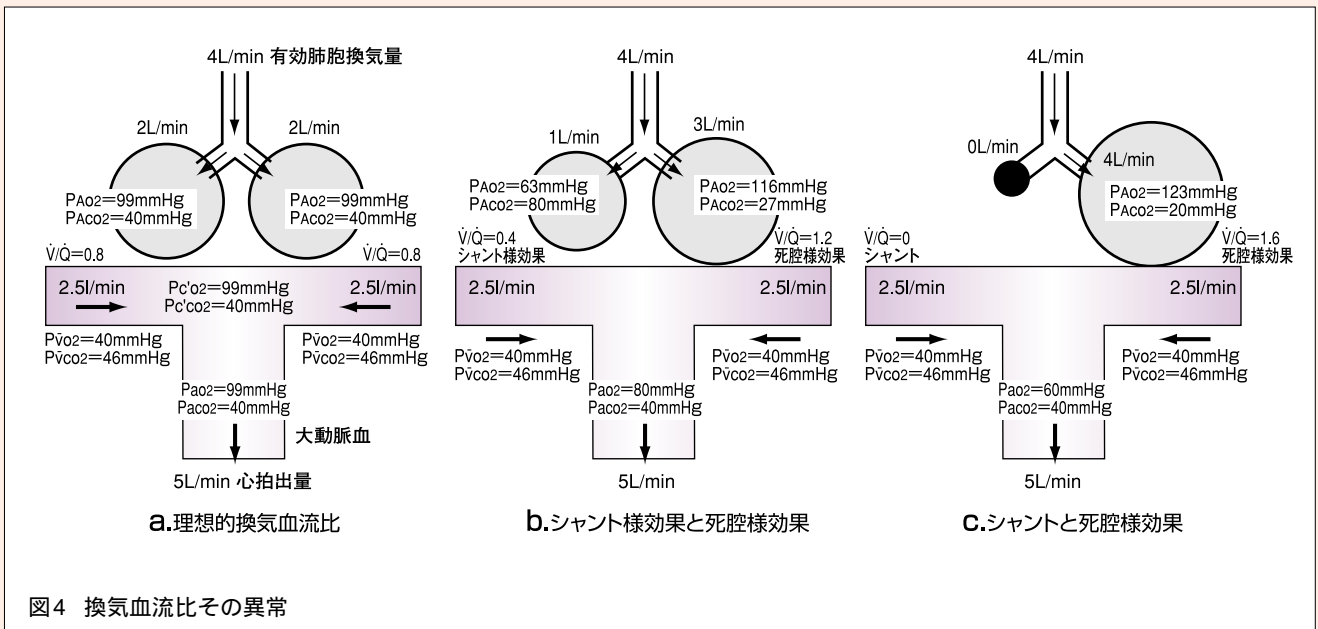 4L/min 有効肺胞換気量
2L/min
2L/min
PAO2=99mmHg
PACO2=40mmHg
PAO2=99mmHg
PACO2=40mmHg
V̇/Q̇=0.8
V̇/Q̇=0.8
2.5l/min
Pc'O2=99mmHg
Pc'CO2=40mmHg
2.5l/min
Pv̄O2=40mmHg
Pv̄CO2=46mmHg
Pv̄O2=40mmHg
Pv̄CO2=46mmHg
PaO2=99mmHg
PaCO2=40mmHg
大動脈血
5L/min 心拍出量
a.理想的換気血流比
4L/min
1L/min
3L/min
PAO2=63mmHg
PACO2=80mmHg
PAO2=116mmHg
PACO2=27mmHg
V̇/Q̇=0.4
シャント様効果
V̇/Q̇=1.2
死腔様効果
2.5l/min
2.5l/min
Pv̄O2=40mmHg
Pv̄CO2=46mmHg
Pv̄O2=40mmHg
Pv̄CO2=46mmHg
PaO2=80mmHg
PaCO2=40mmHg
5L/min
b.シャント様効果と死腔様効果
4L/min
0L/min
4L/min
PAO2=123mmHg
PACO2=20mmHg
V̇/Q̇=0
シャント
V̇/Q̇=1.6
死腔様効果
2.5l/min
2.5l/min
Pv̄O2=40mmHg
Pv̄CO2=46mmHg
Pv̄O2=40mmHg
Pv̄CO2=46mmHg
PaO2=60mmHg
PaCO2=40mmHg
5L/min
c.シャントと死腔様効果
図4 換気血流比その異常